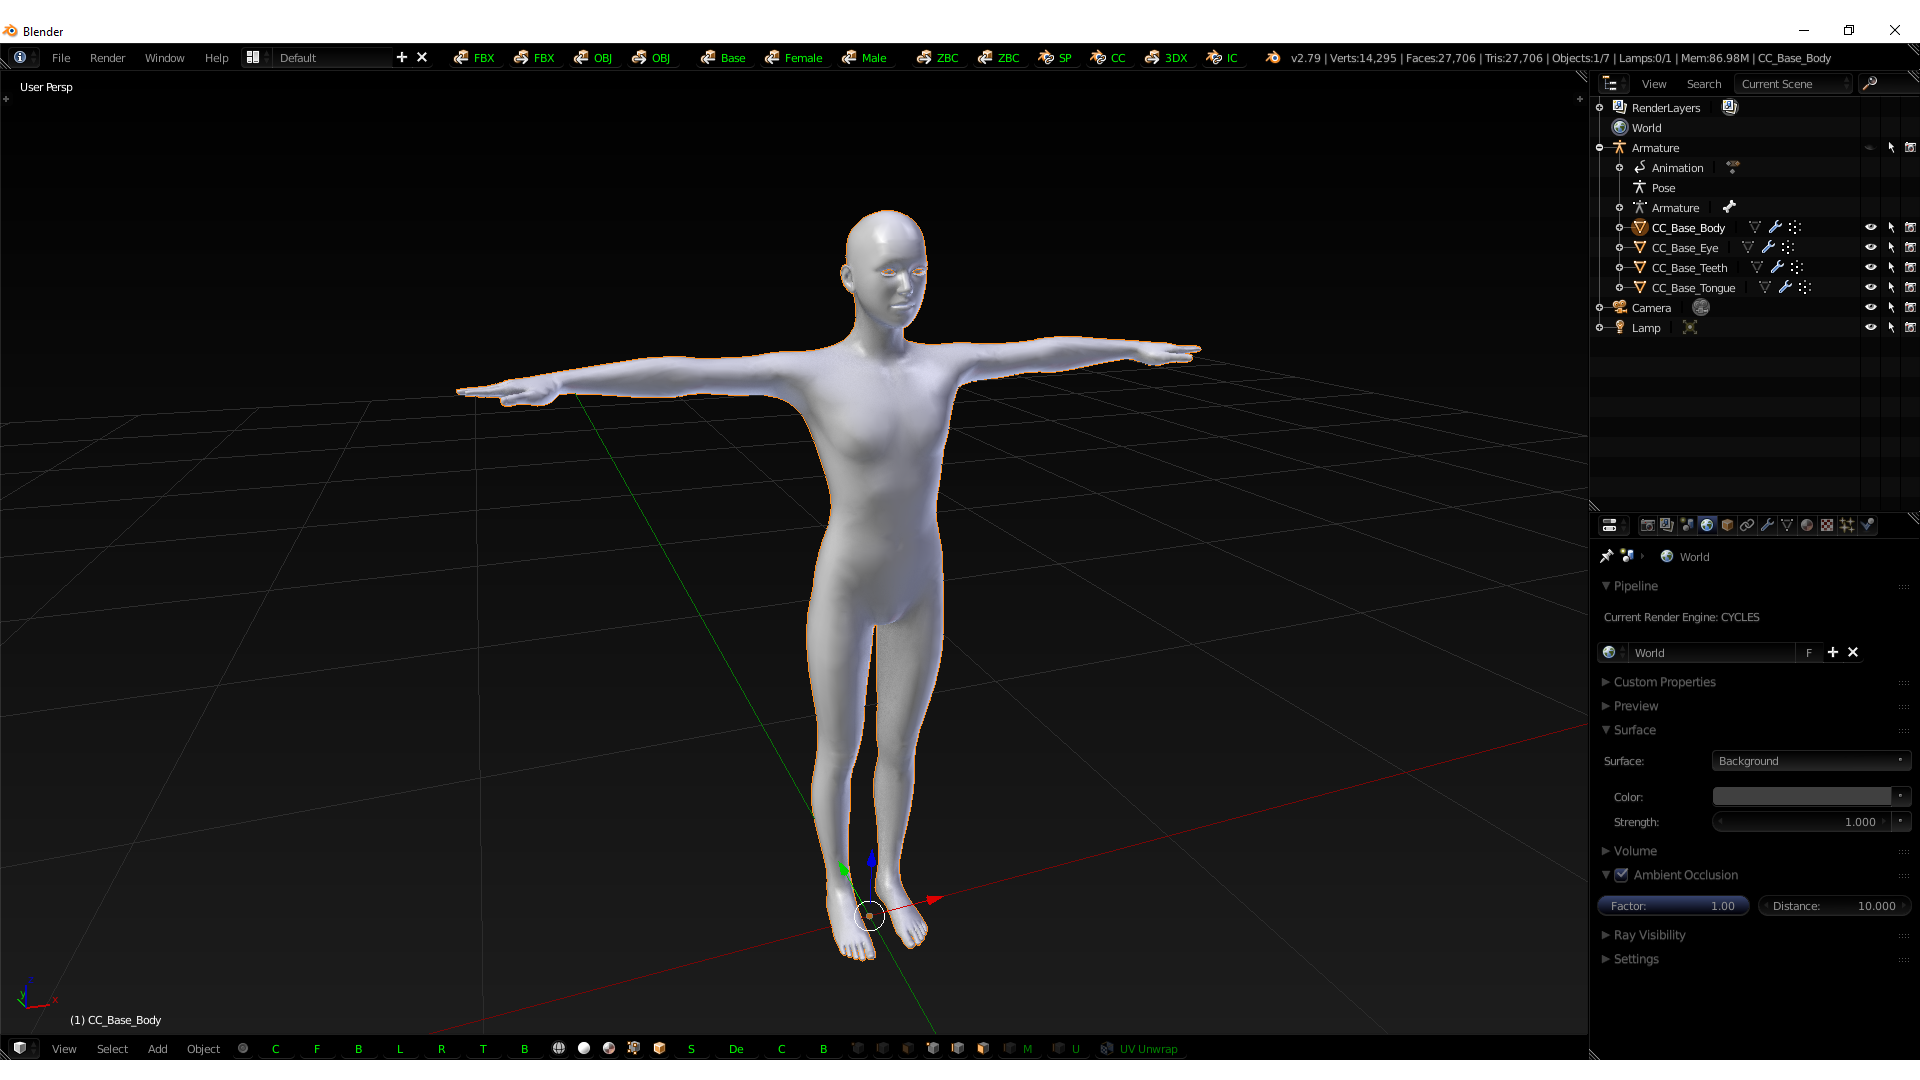 Blender
File Render Window Help Default FBX FBX OBJ OBJ Base Female Male ZBC ZBC SP CC 3DX IC v2.79 | Verts:14,295 | Faces:27,706 | Tris:27,706 | Objects:1/7 | Lamps:0/1 | Mem:86.98M | CC_Base_Body
User Persp
View Search Current Scene
RenderLayers
World
Armature
Animation
Pose
Armature
CC_Base_Body
CC_Base_Eye
CC_Base_Teeth
CC_Base_Tongue
Camera
Lamp
World
Pipeline
Current Render Engine: CYCLES
World F
Custom Properties
Preview
Surface
Surface: Background
Color:
Strength: 1.000
Volume
Ambient Occlusion
Factor: 1.00 Distance: 10.000
Ray Visibility
Settings
z
y x
(1) CC_Base_Body
View Select Add Object C F B L R T B S De C B M U UV Unwrap